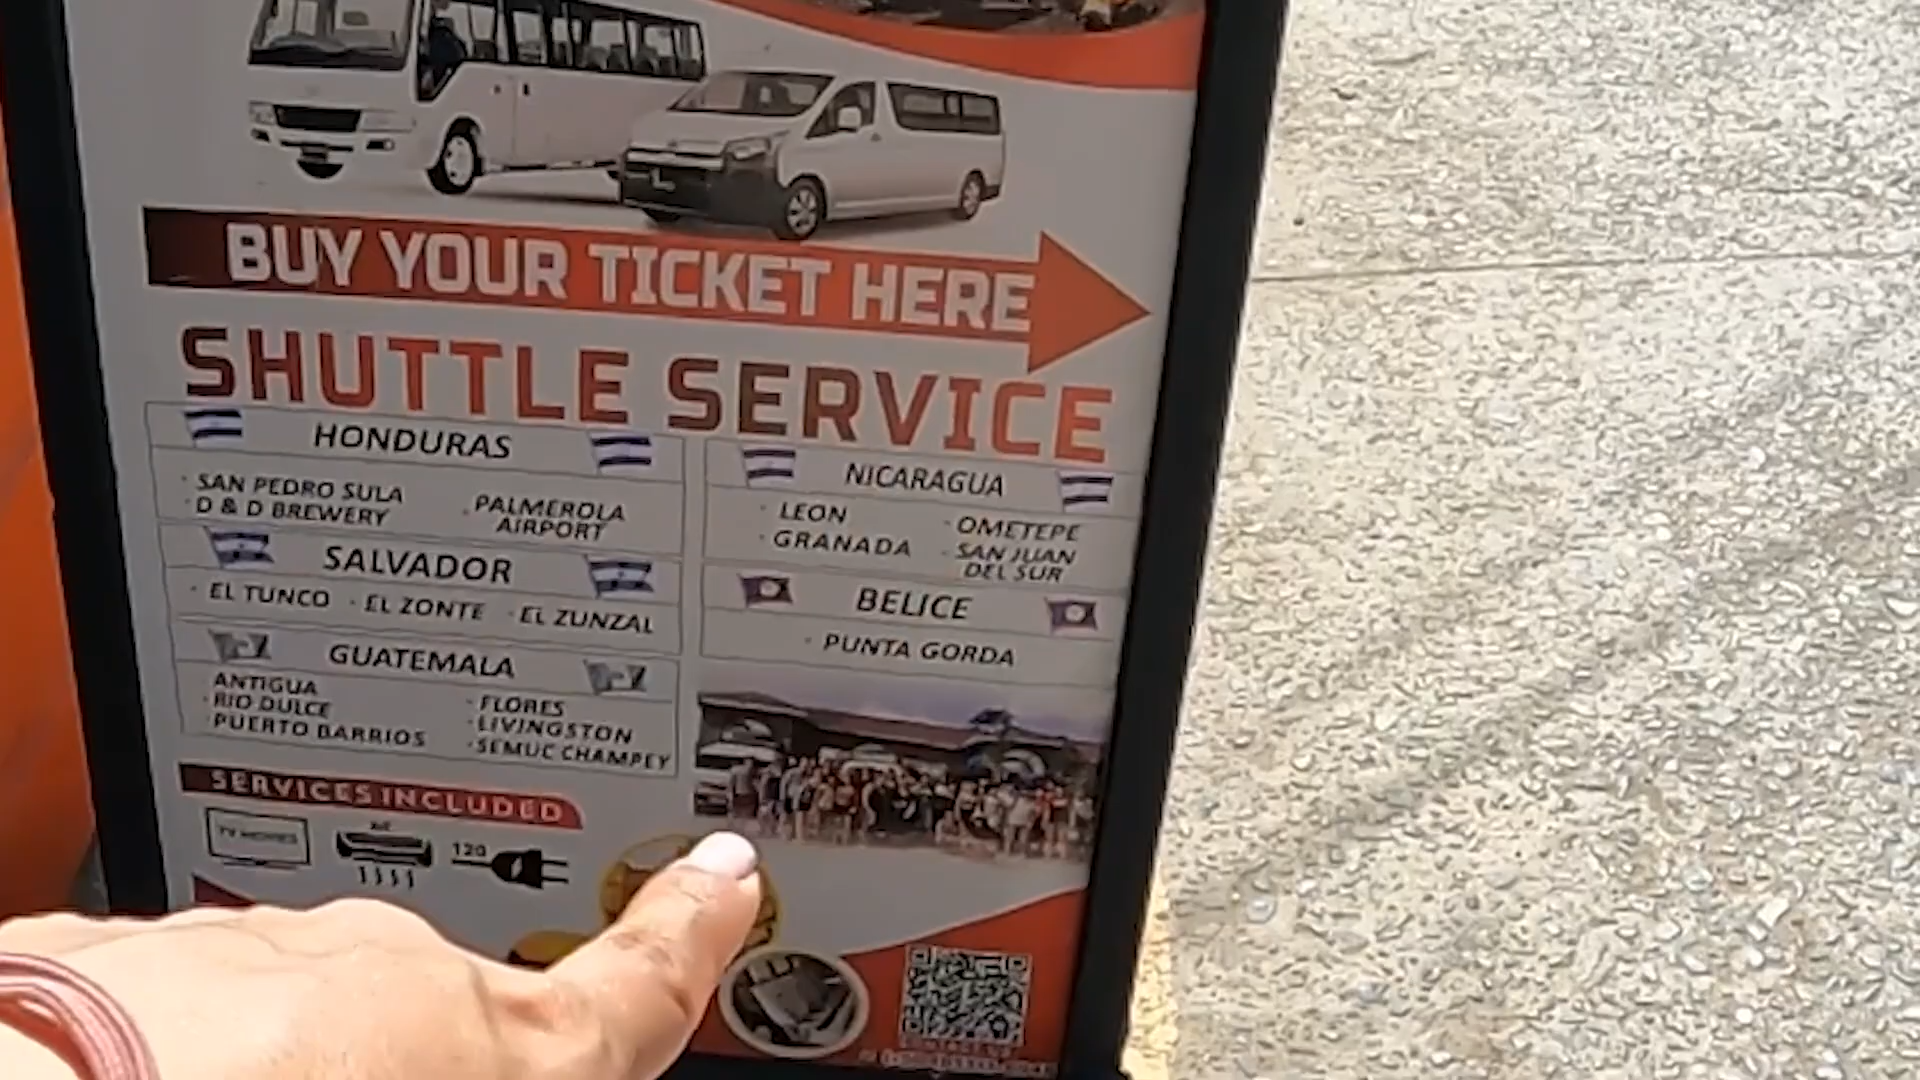 BUY YOUR TICKET HERE
SHUTTLE SERVICE
HONDURAS
· SAN PEDRO SULA
· D & D BREWERY
· PALMEROLA
AIRPORT
SALVADOR
· EL TUNCO · EL ZONTE · EL ZUNZAL
GUATEMALA
ANTIGUA
· RIO DULCE
· PUERTO BARRIOS
· FLORES
· LIVINGSTON
· SEMUC CHAMPEY
NICARAGUA
· LEON
· GRANADA
· OMETEPE
· SAN JUAN
DEL SUR
BELICE
· PUNTA GORDA
SERVICES INCLUDED
TV MOVIES
120